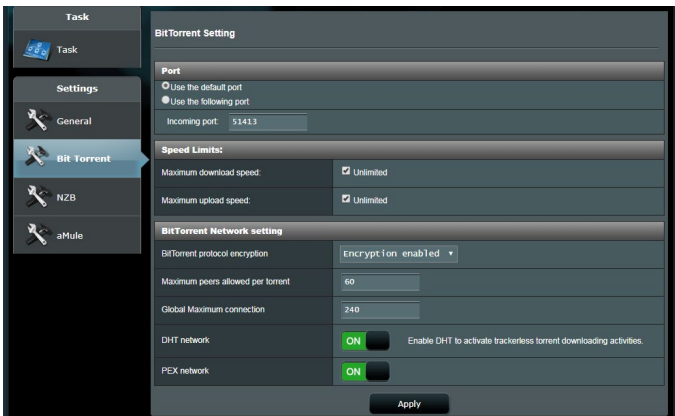 Task
Task
Settings
General
Bit Torrent
NZB
aMule
BitTorrent Setting
Port
Use the default port
Use the following port
Incoming port: 51413
Speed Limits:
Maximum download speed: Unlimited
Maximum upload speed: Unlimited
BitTorrent Network setting
BitTorrent protocol encryption Encryption enabled
Maximum peers allowed per torrent 60
Global Maximum connection 240
DHT network ON Enable DHT to activate trackerless torrent downloading activities.
PEX network ON
Apply